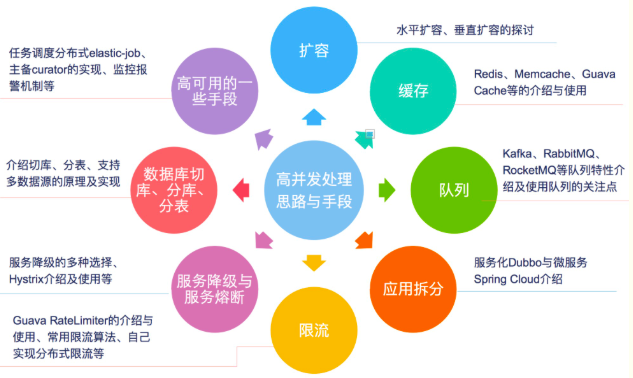 扩容
水平扩容、垂直扩容的探讨
缓存
Redis、Memcache、Guava
Cache等的介绍与使用
队列
Kafka、RabbitMQ、
RocketMQ等队列特性介
绍及使用队列的关注点
应用拆分
服务化Dubbo与微服务
Spring Cloud介绍
限流
Guava RateLimiter的介绍与
使用、常用限流算法、自己
实现分布式限流等
服务降级与
服务熔断
服务降级的多种选择、
Hystrix介绍及使用等
数据库切
库、分库、
分表
介绍切库、分表、支持
多数据源的原理及实现
高可用的一
些手段
任务调度分布式elastic-job、
主备curator的实现、监控报
警机制等
高并发处理
思路与手段